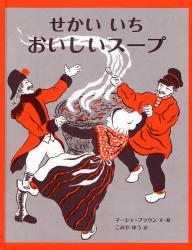 せかい いち
おいしいスープ
マーシャ・ブラウン 文・絵
こみや ゆう 訳